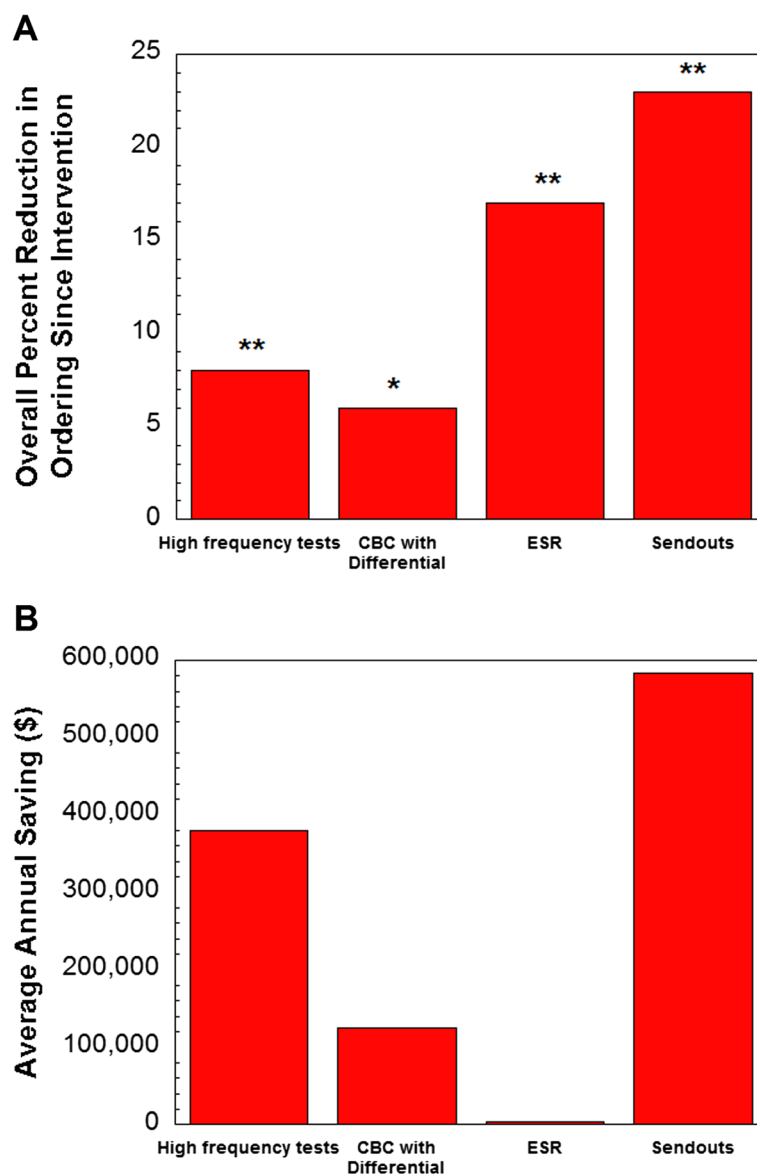 A
Overall Percent Reduction in
Ordering Since Intervention
25
20
15
10
5
0
**
*
**
**
High frequency tests
CBC with
Differential
ESR
Sendouts
B
Average Annual Saving ($)
600,000
500,000
400,000
300,000
200,000
100,000
0
High frequency tests
CBC with
Differential
ESR
Sendouts